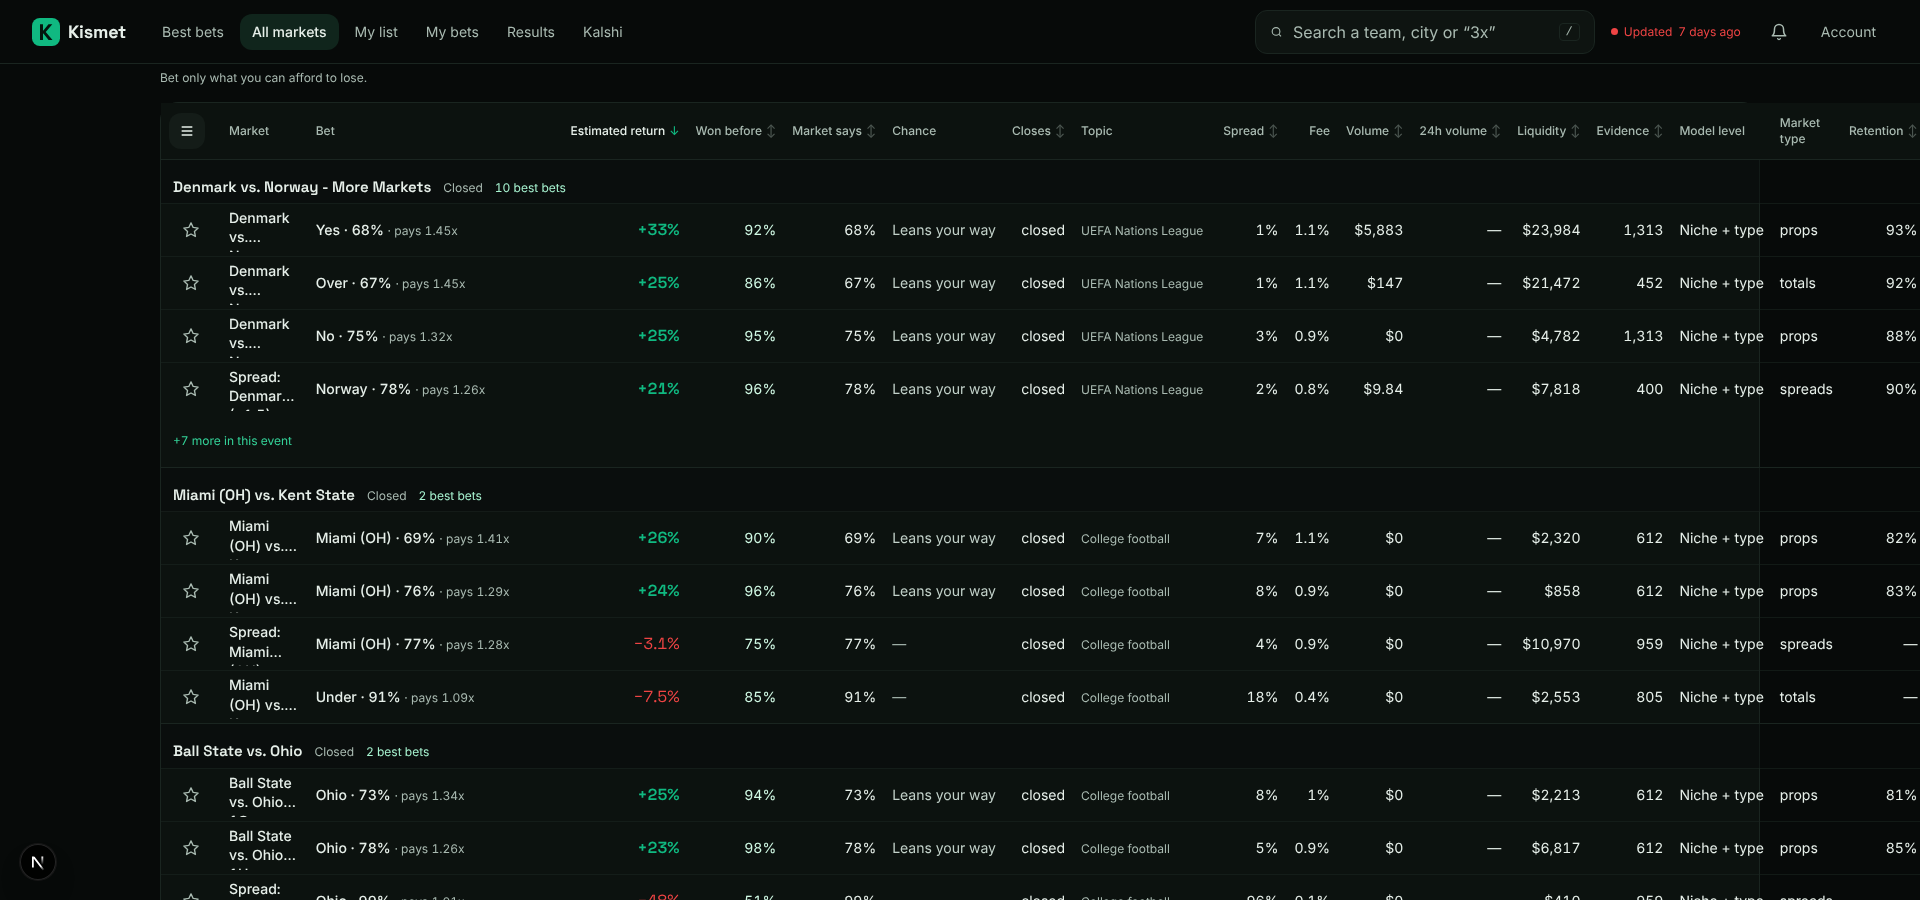 K Kismet Best bets All markets My list My bets Results Kalshi Search a team, city or “3x” / Updated 7 days ago Account
Bet only what you can afford to lose.
Market Bet Estimated return ↓ Won before Market says Chance Closes Topic Spread Fee Volume 24h volume Liquidity Evidence Model level Market type Retention
Denmark vs. Norway - More Markets Closed 10 best bets
Denmark vs.... Yes · 68% · pays 1.45x +33% 92% 68% Leans your way closed UEFA Nations League 1% 1.1% $5,883 — $23,984 1,313 Niche + type props 93%
Denmark vs.... Over · 67% · pays 1.45x +25% 86% 67% Leans your way closed UEFA Nations League 1% 1.1% $147 — $21,472 452 Niche + type totals 92%
Denmark vs.... No · 75% · pays 1.32x +25% 95% 75% Leans your way closed UEFA Nations League 3% 0.9% $0 — $4,782 1,313 Niche + type props 88%
Spread: Denmar... Norway · 78% · pays 1.26x +21% 96% 78% Leans your way closed UEFA Nations League 2% 0.8% $9.84 — $7,818 400 Niche + type spreads 90%
+7 more in this event
Miami (OH) vs. Kent State Closed 2 best bets
Miami (OH) vs.... Miami (OH) · 69% · pays 1.41x +26% 90% 69% Leans your way closed College football 7% 1.1% $0 — $2,320 612 Niche + type props 82%
Miami (OH) vs.... Miami (OH) · 76% · pays 1.29x +24% 96% 76% Leans your way closed College football 8% 0.9% $0 — $858 612 Niche + type props 83%
Spread: Miami... Miami (OH) · 77% · pays 1.28x −3.1% 75% 77% — closed College football 4% 0.9% $0 — $10,970 959 Niche + type spreads —
Miami (OH) vs.... Under · 91% · pays 1.09x −7.5% 85% 91% — closed College football 18% 0.4% $0 — $2,553 805 Niche + type totals —
Ball State vs. Ohio Closed 2 best bets
Ball State vs. Ohio... Ohio · 73% · pays 1.34x +25% 94% 73% Leans your way closed College football 8% 1% $0 — $2,213 612 Niche + type props 81%
Ball State vs. Ohio... Ohio · 78% · pays 1.26x +23% 98% 78% Leans your way closed College football 5% 0.9% $0 — $6,817 612 Niche + type props 85%
Spread:
N